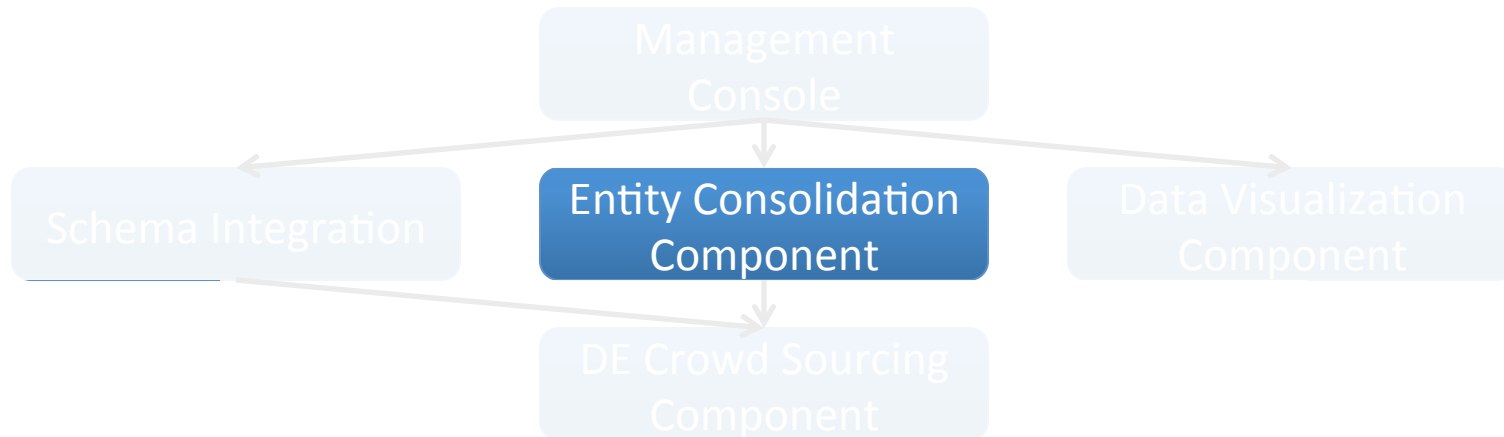 Management
Console
Schema Integration
Entity Consolidation
Component
Data Visualization
Component
DE Crowd Sourcing
Component